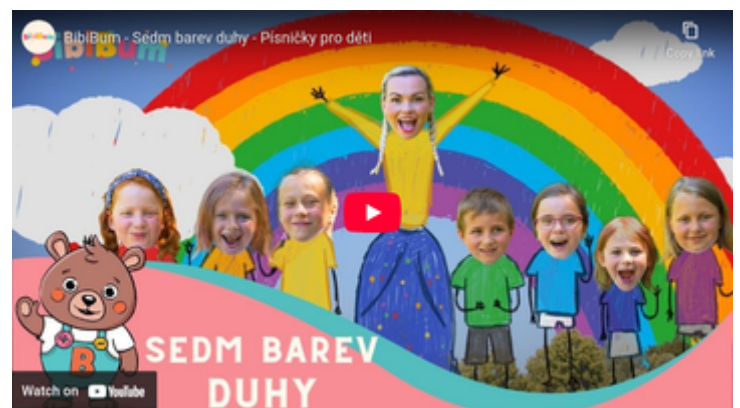 BibiBum - Sedm barev duhy - Písničky pro děti
Copy link
BibiBum
B
SEDM BAREV
DUHY
Watch on YouTube